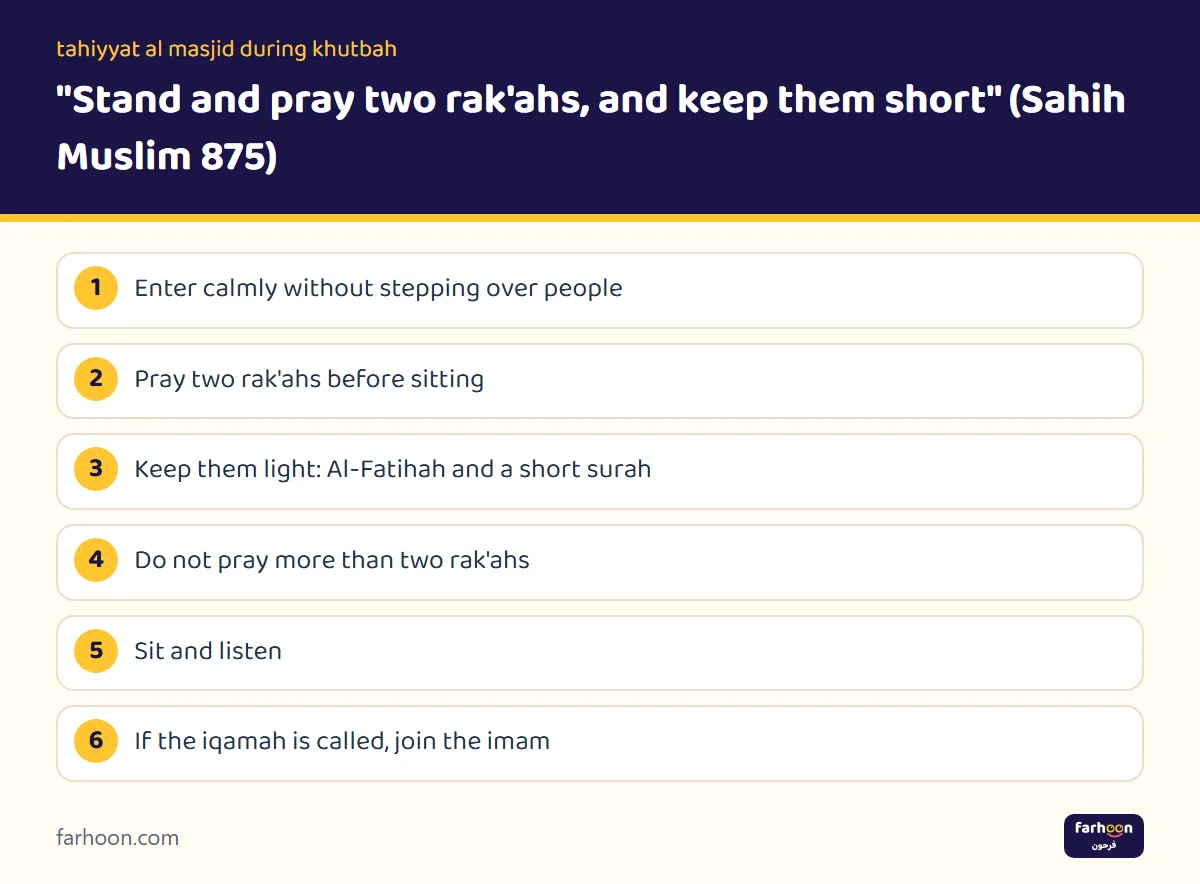 tahiyyat al masjid during khutbah
"Stand and pray two rak'ahs, and keep them short" (Sahih
Muslim 875)
1 Enter calmly without stepping over people
2 Pray two rak'ahs before sitting
3 Keep them light: Al-Fatihah and a short surah
4 Do not pray more than two rak'ahs
5 Sit and listen
6 If the iqamah is called, join the imam
farhoon.com
farhoon
فرحون